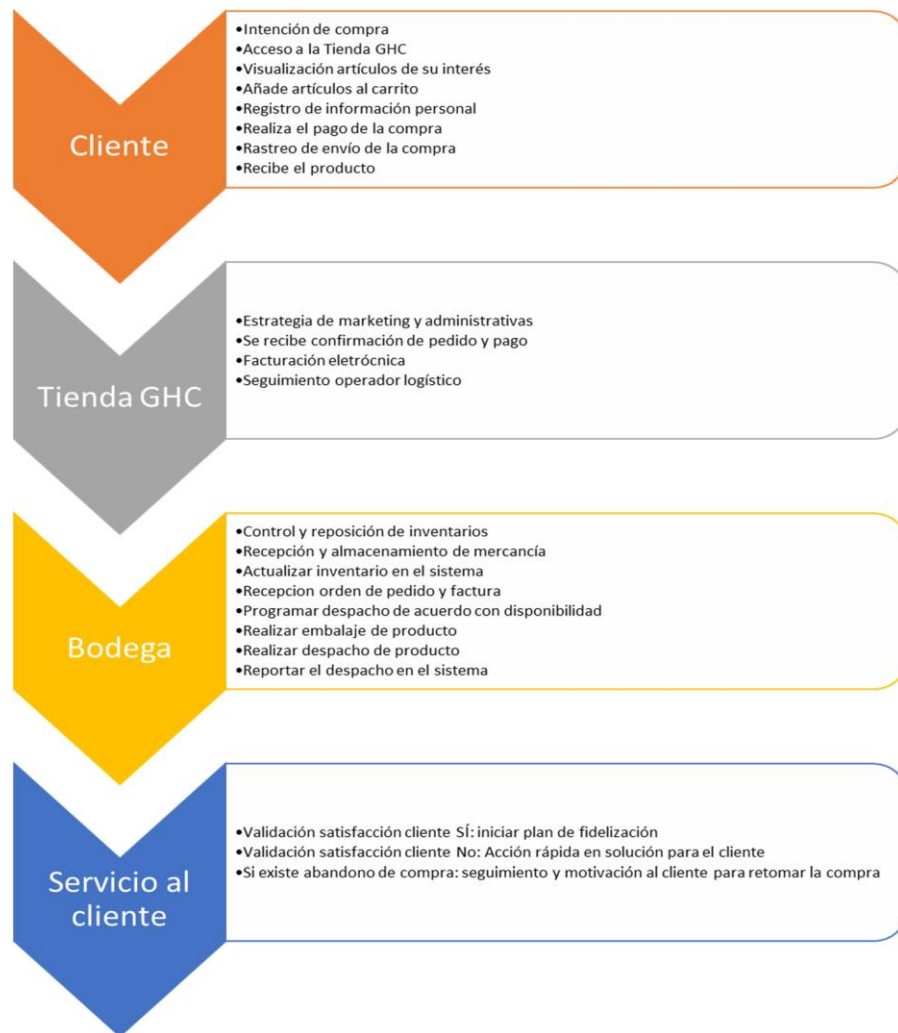 Cliente
•Intención de compra
•Acceso a la Tienda GHC
•Visualización artículos de su interés
•Añade artículos al carrito
•Registro de información personal
•Realiza el pago de la compra
•Rastreo de envío de la compra
•Recibe el producto
Tienda GHC
•Estrategia de marketing y administrativas
•Se recibe confirmación de pedido y pago
•Facturación eletrócnica
•Seguimiento operador logístico
Bodega
•Control y reposición de inventarios
•Recepción y almacenamiento de mercancía
•Actualizar inventario en el sistema
•Recepcion orden de pedido y factura
•Programar despacho de acuerdo con disponibilidad
•Realizar embalaje de producto
•Realizar despacho de producto
•Reportar el despacho en el sistema
Servicio al
cliente
•Validación satisfacción cliente SÍ: iniciar plan de fidelización
•Validación satisfacción cliente No: Acción rápida en solución para el cliente
•Si existe abandono de compra: seguimiento y motivación al cliente para retomar la compra